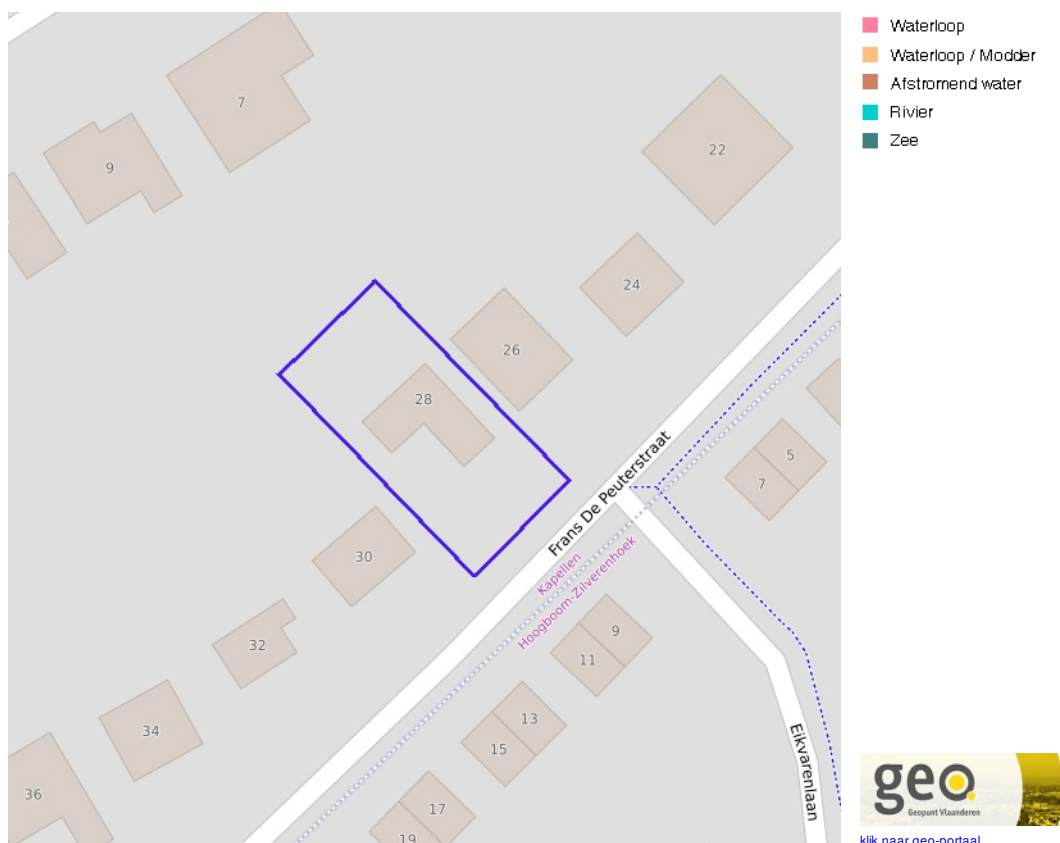 Waterloop
Waterloop / Modder
Afstromend water
Rivier
Zee
7
9
22
24
26
28
Frans De Peuterstraat
5
7
30
Kapellen
Hoogboom-Zilverenhoek
9
11
32
34
13
15
Eikvarenlaan
36
17
19
geo.
Geopunt Vlaanderen
klik naar geo-portaal